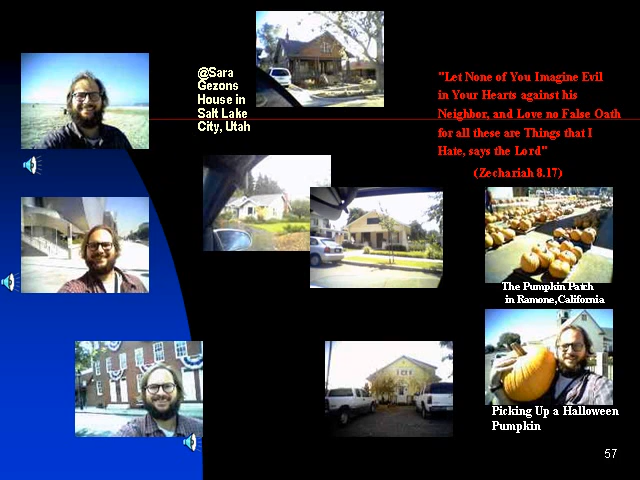 @Sara
Gezons
House in
Salt Lake
City, Utah
"Let None of You Imagine Evil
in Your Hearts against his
Neighbor, and Love no False Oath
for all these are Things that I
Hate, says the Lord"
(Zechariah 8.17)
The Pumpkin Patch
in Ramone,California
Picking Up a Halloween
Pumpkin
57